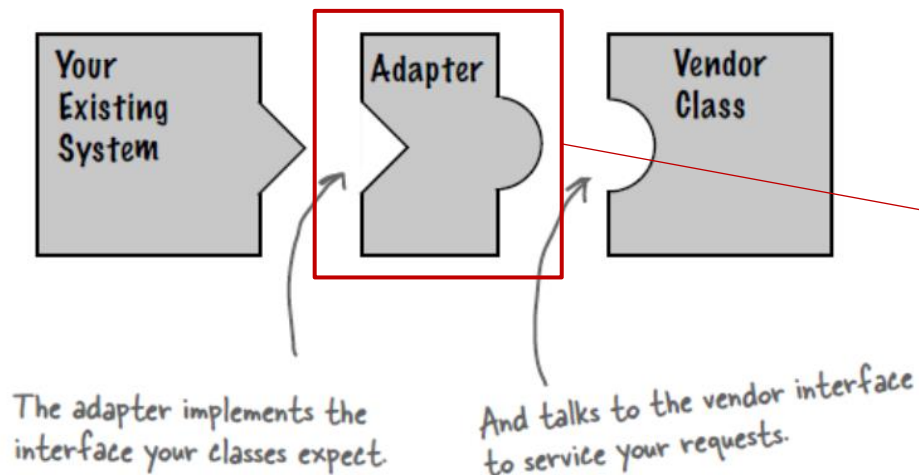 Your
Existing
System
Adapter
Vendor
Class
The adapter implements the
interface your classes expect.
And talks to the vendor interface
to service your requests.